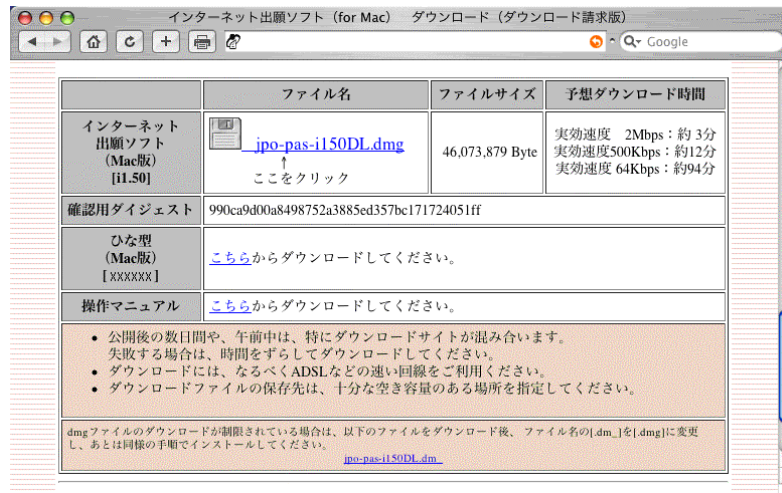 インターネット出願ソフト（for Mac）　ダウンロード（ダウンロード請求版）
Google
ファイル名
ファイルサイズ
予想ダウンロード時間
インターネット
出願ソフト
(Mac版)
[i1.50]
jpo-pas-i150DL.dmg
↑
ここをクリック
46,073,879 Byte
実効速度　2Mbps：約 3分
実効速度500Kbps：約12分
実効速度 64Kbps：約94分
確認用ダイジェスト
990ca9d00a8498752a3885ed357bc171724051ff
ひな型
(Mac版)
[xxxxxx]
こちらからダウンロードしてください。
操作マニュアル
こちらからダウンロードしてください。
• 公開後の数日間や、午前中は、特にダウンロードサイトが混み合います。
失敗する場合は、時間をずらしてダウンロードしてください。
• ダウンロードには、なるべくADSLなどの速い回線をご利用ください。
• ダウンロードファイルの保存先は、十分な空き容量のある場所を指定してください。
dmgファイルのダウンロードが制限されている場合は、以下のファイルをダウンロード後、 ファイル名の[.dm_]を[.dmg]に変更
し、あとは同様の手順でインストールしてください。
jpo-pas-i150DL.dm_